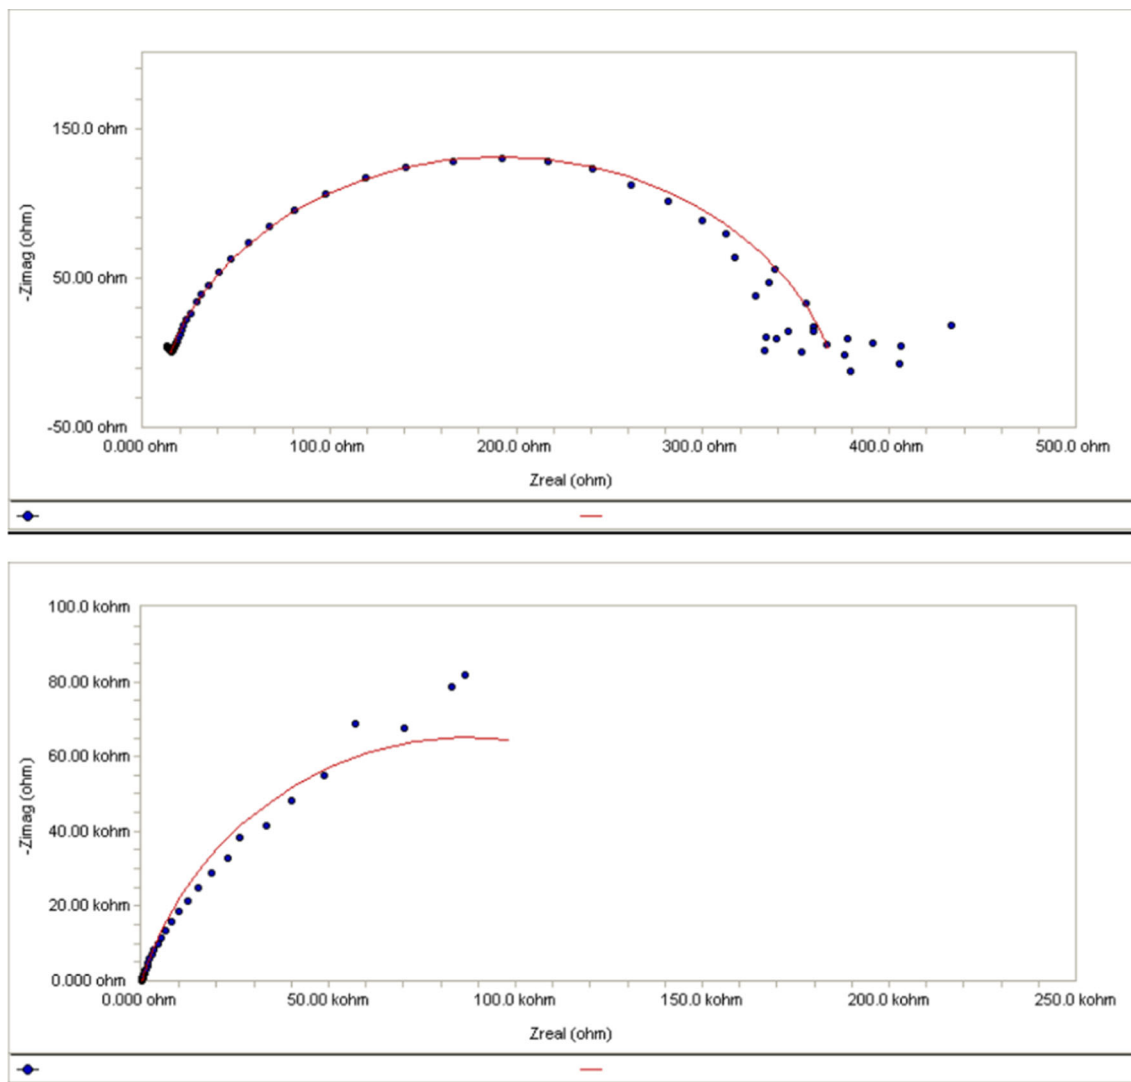 150.0 ohm
50.00 ohm
-50.00 ohm
-Zimag (ohm)
0.000 ohm 100.0 ohm 200.0 ohm 300.0 ohm 400.0 ohm 500.0 ohm
Zreal (ohm)
100.0 kohm
80.00 kohm
60.00 kohm
40.00 kohm
20.00 kohm
0.000 ohm
-Zimag (ohm)
0.000 ohm 50.00 kohm 100.0 kohm 150.0 kohm 200.0 kohm 250.0 kohm
Zreal (ohm)